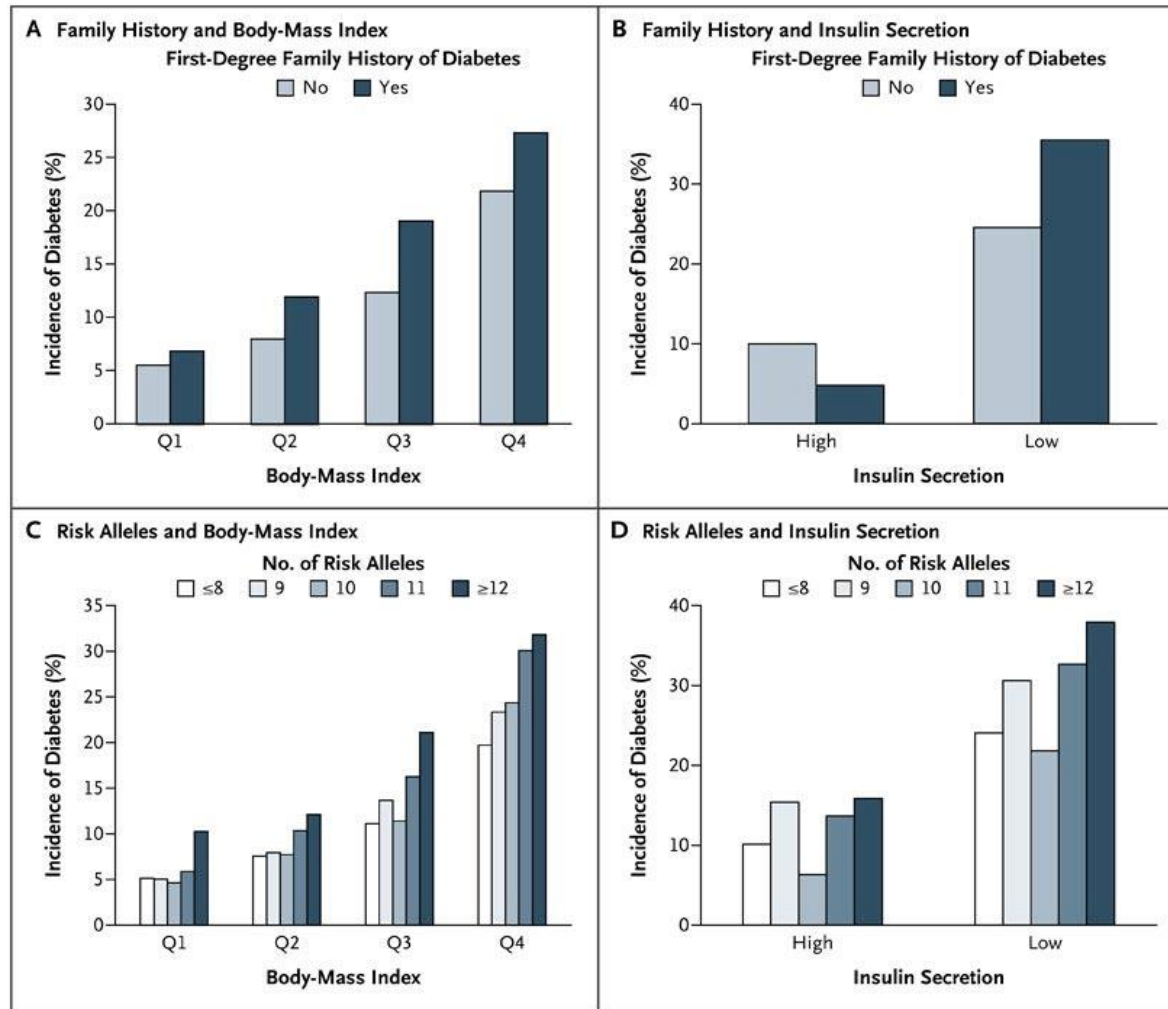 A Family History and Body-Mass Index
First-Degree Family History of Diabetes
No Yes
30
25
20
15
10
5
0
Incidence of Diabetes (%)
Q1 Q2 Q3 Q4
Body-Mass Index
B Family History and Insulin Secretion
First-Degree Family History of Diabetes
No Yes
40
30
20
10
0
Incidence of Diabetes (%)
High Low
Insulin Secretion
C Risk Alleles and Body-Mass Index
No. of Risk Alleles
≤8 9 10 11 ≥12
35
30
25
20
15
10
5
0
Incidence of Diabetes (%)
Q1 Q2 Q3 Q4
Body-Mass Index
D Risk Alleles and Insulin Secretion
No. of Risk Alleles
≤8 9 10 11 ≥12
40
30
20
10
0
Incidence of Diabetes (%)
High Low
Insulin Secretion